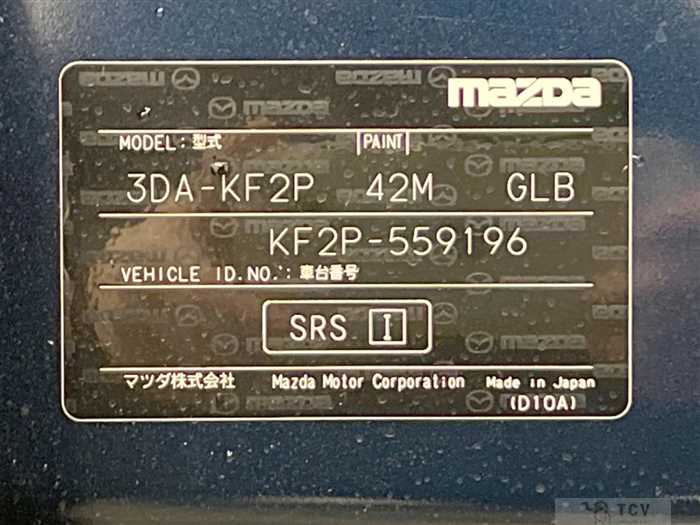 mazda
MODEL:型式 PAINT
3DA-KF2P 42M GLB
KF2P-559196
VEHICLE ID.NO.:車台番号
SRS I
マツダ株式会社 Mazda Motor Corporation Made in Japan
(D10A)
TCV